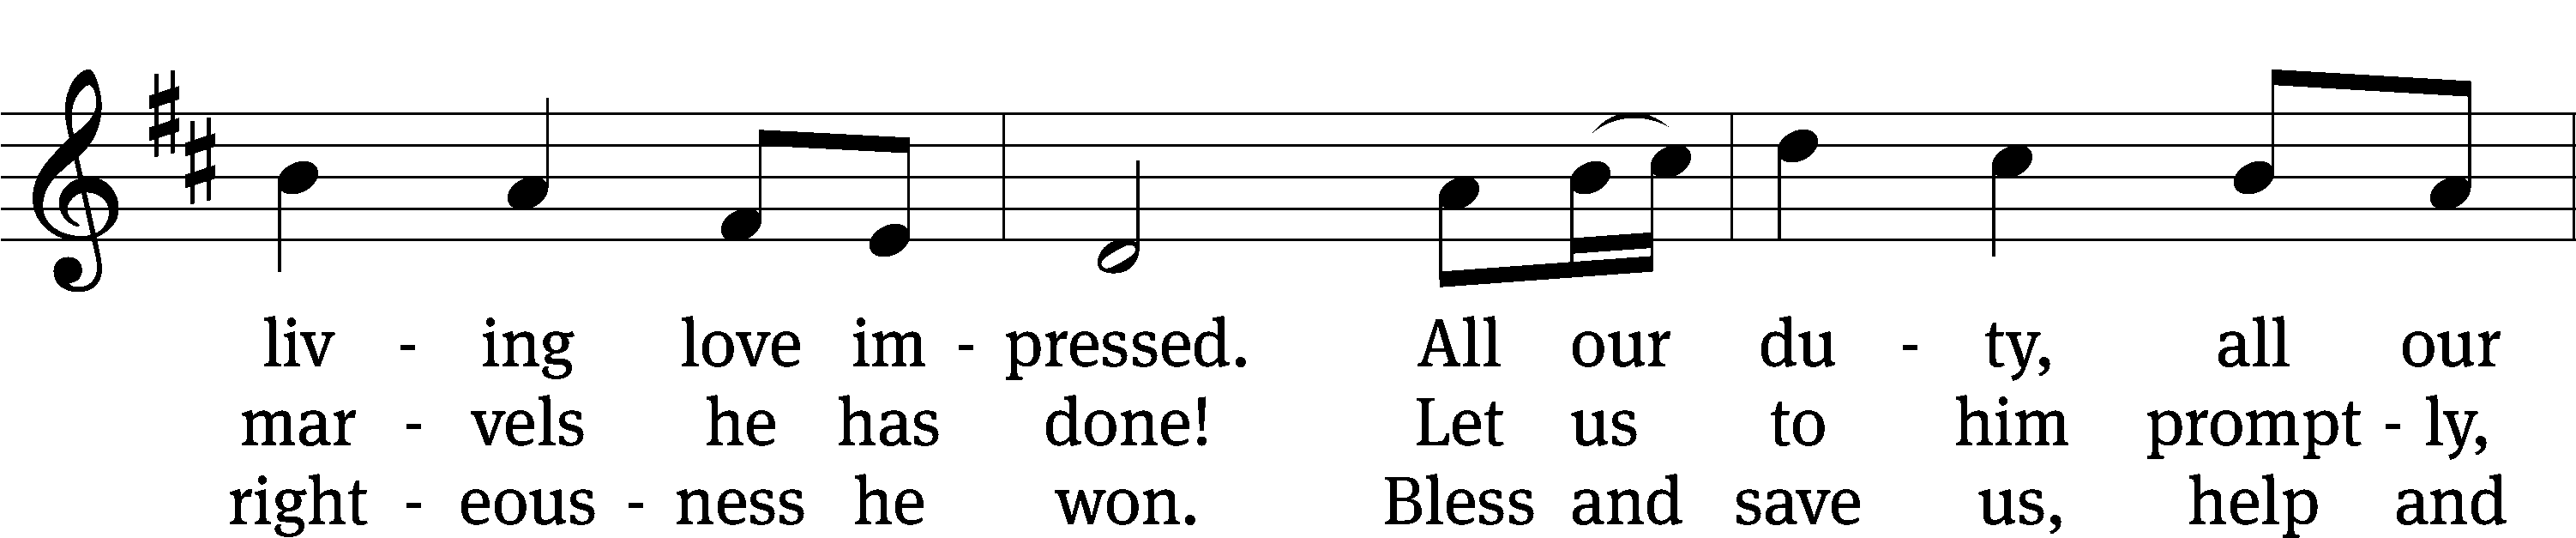 liv - ing love im - pressed. All our du - ty, all our
mar - vels he has done! Let us to him prompt - ly,
right - eous - ness he won. Bless and save us, help and